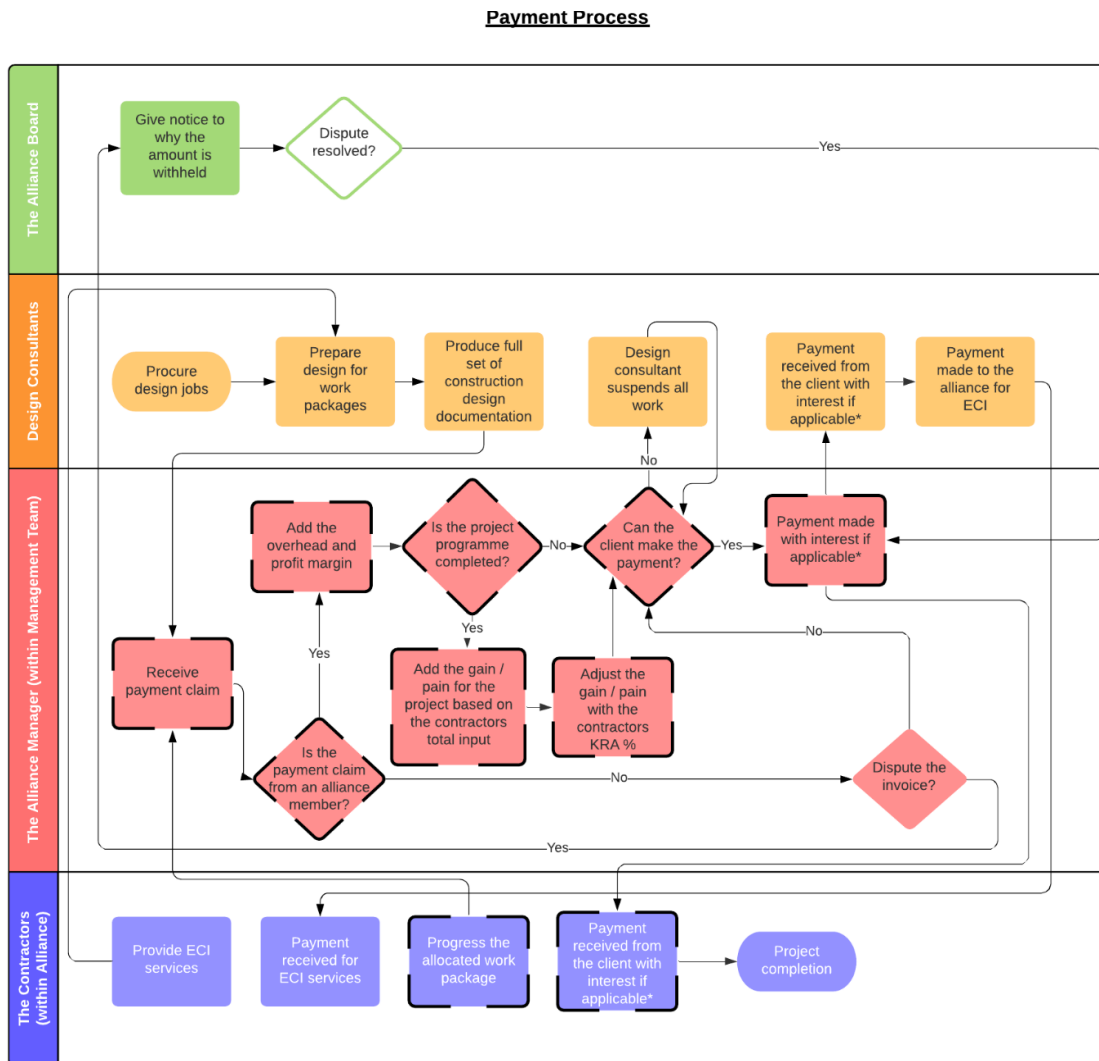 Payment Process
The Alliance Board
Give notice to
why the
amount is
withheld
Dispute
resolved?
Yes
Design Consultants
Procure
design jobs
Prepare
design for
work
packages
Produce full
set of
construction
design
documentation
Design
consultant
suspends all
work
Payment
received from
the client with
interest if
applicable*
Payment
made to the
alliance for
ECI
No
The Alliance Manager (within Management Team)
Add the
overhead and
profit margin
Is the project
programme
completed?
No
Can the
client make the
payment?
Yes
Payment made
with interest if
applicable*
Yes
No
Receive
payment claim
Yes
Add the gain /
pain for the
project based on
the contractors
total input
Adjust the
gain / pain
with the
contractors
KRA %
Is the
payment claim
from an alliance
member?
No
Dispute the
invoice?
Yes
The Contractors
(within Alliance)
Provide ECI
services
Payment
received for
ECI services
Progress the
allocated work
package
Payment
received from
the client with
interest if
applicable*
Project
completion